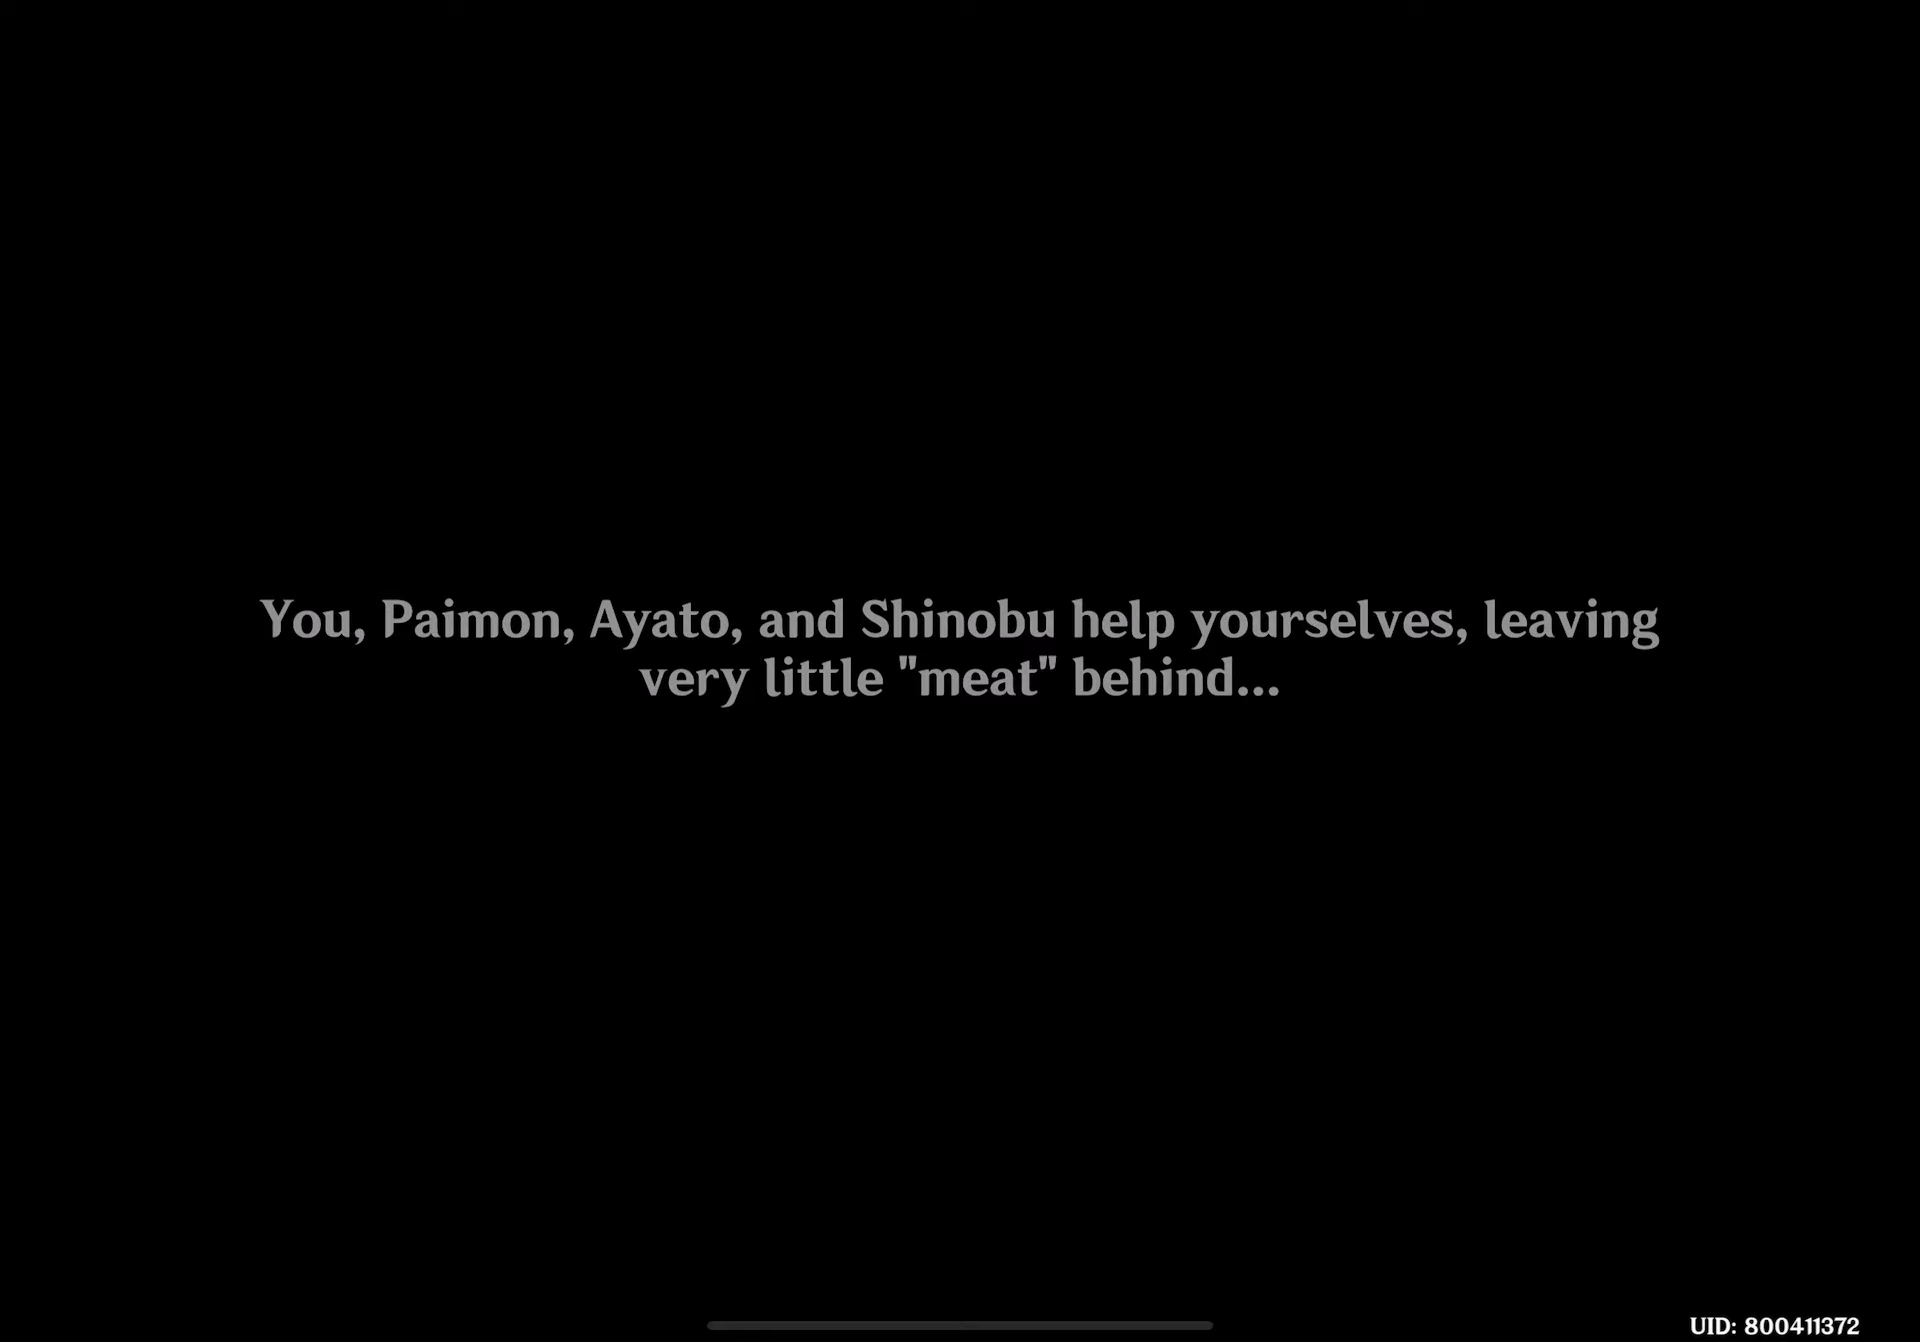 You, Paimon, Ayato, and Shinobu help yourselves, leaving
very little "meat" behind...
UID: 800411372